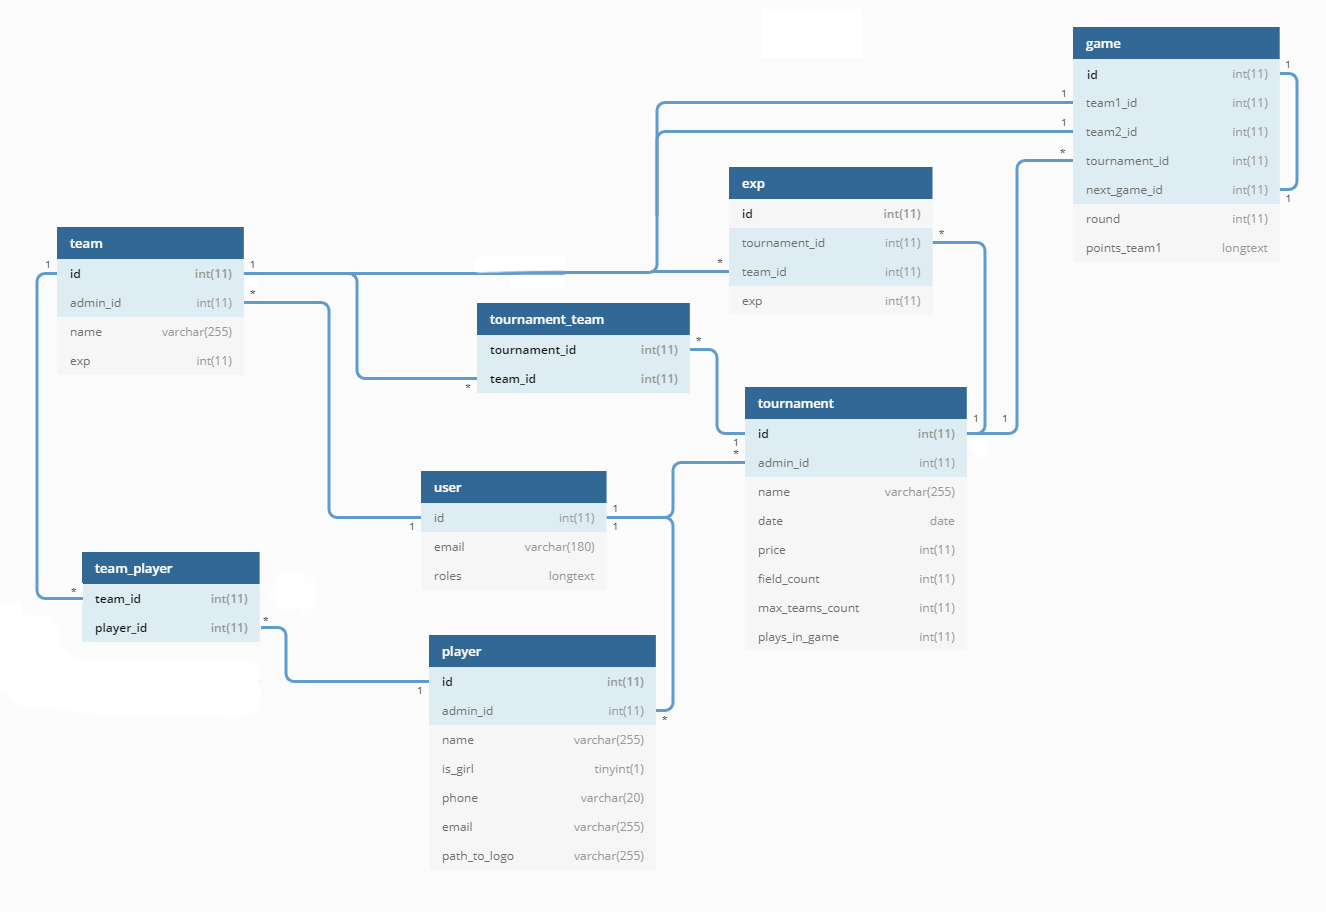 game
id int(11)
team1_id int(11)
team2_id int(11)
tournament_id int(11)
next_game_id int(11)
round int(11)
points_team1 longtext
1
1
*
1
1
exp
id int(11)
tournament_id int(11)
team_id int(11)
exp int(11)
*
*
team
id int(11)
admin_id int(11)
name varchar(255)
exp int(11)
1
1
*
tournament_team
tournament_id int(11)
team_id int(11)
*
*
tournament
id int(11)
admin_id int(11)
name varchar(255)
date date
price int(11)
field_count int(11)
max_teams_count int(11)
plays_in_game int(11)
1
*
1 1
user
id int(11)
email varchar(180)
roles longtext
1
1
1
team_player
team_id int(11)
player_id int(11)
*
*
player
id int(11)
admin_id int(11)
name varchar(255)
is_girl tinyint(1)
phone varchar(20)
email varchar(255)
path_to_logo varchar(255)
1
*